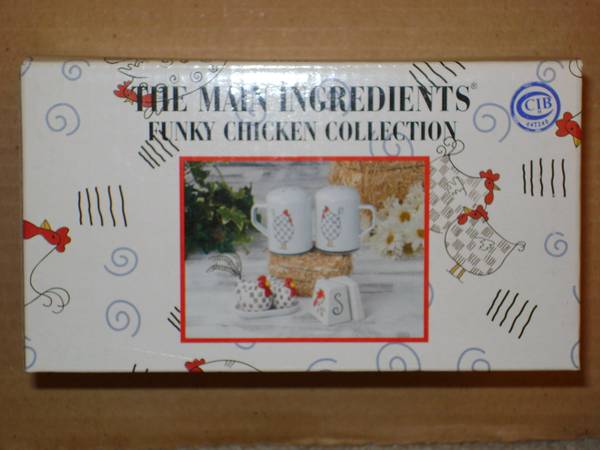 THE MAIN INGREDIENTS®
FUNKY CHICKEN COLLECTION
CIB
S